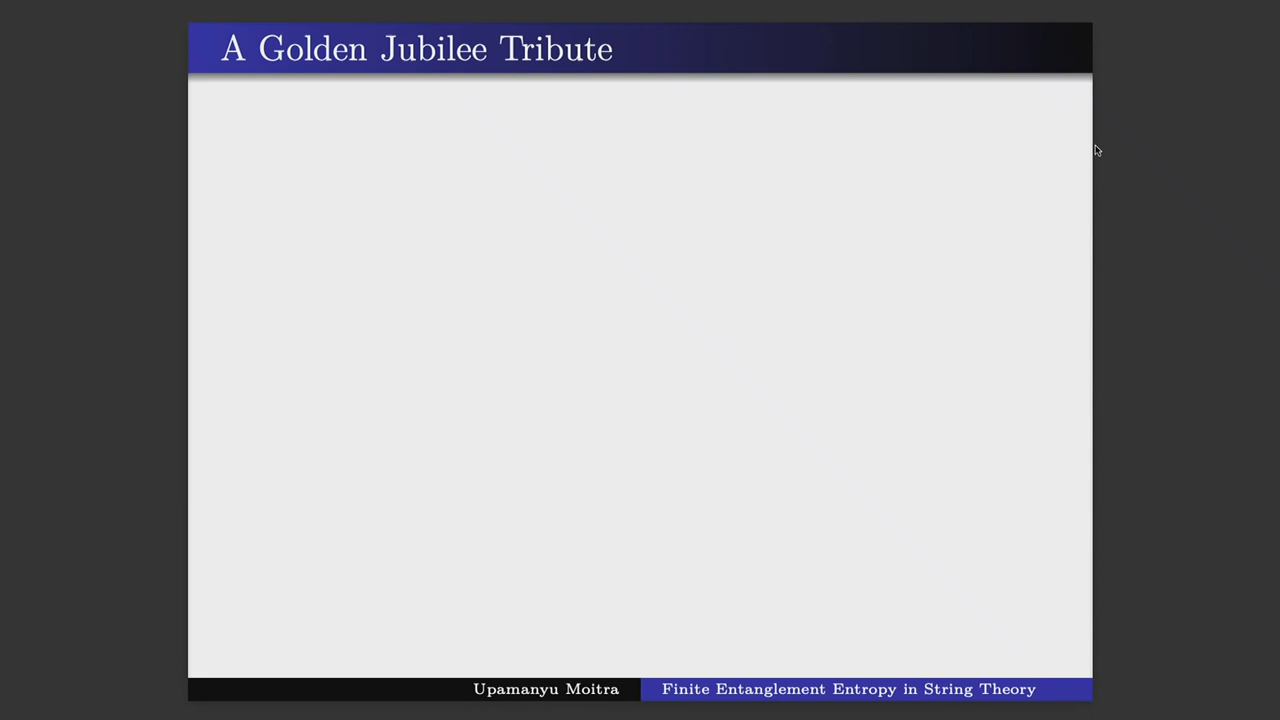 A Golden Jubilee Tribute
Upamanyu Moitra
Finite Entanglement Entropy in String Theory